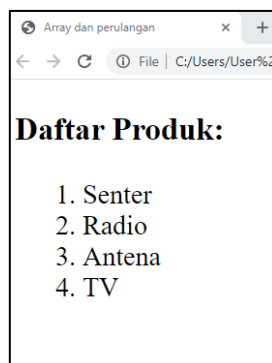 Array dan perulangan
File | C:/Users/User%2
Daftar Produk:
1. Senter
2. Radio
3. Antena
4. TV